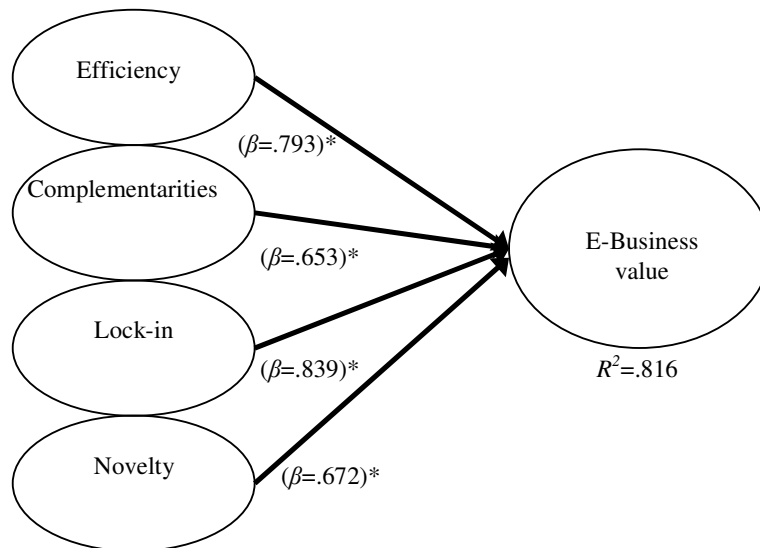 Efficiency
(β=.793)*
Complementarities
(β=.653)*
E-Business
value
Lock-in
(β=.839)*
R²=.816
Novelty
(β=.672)*